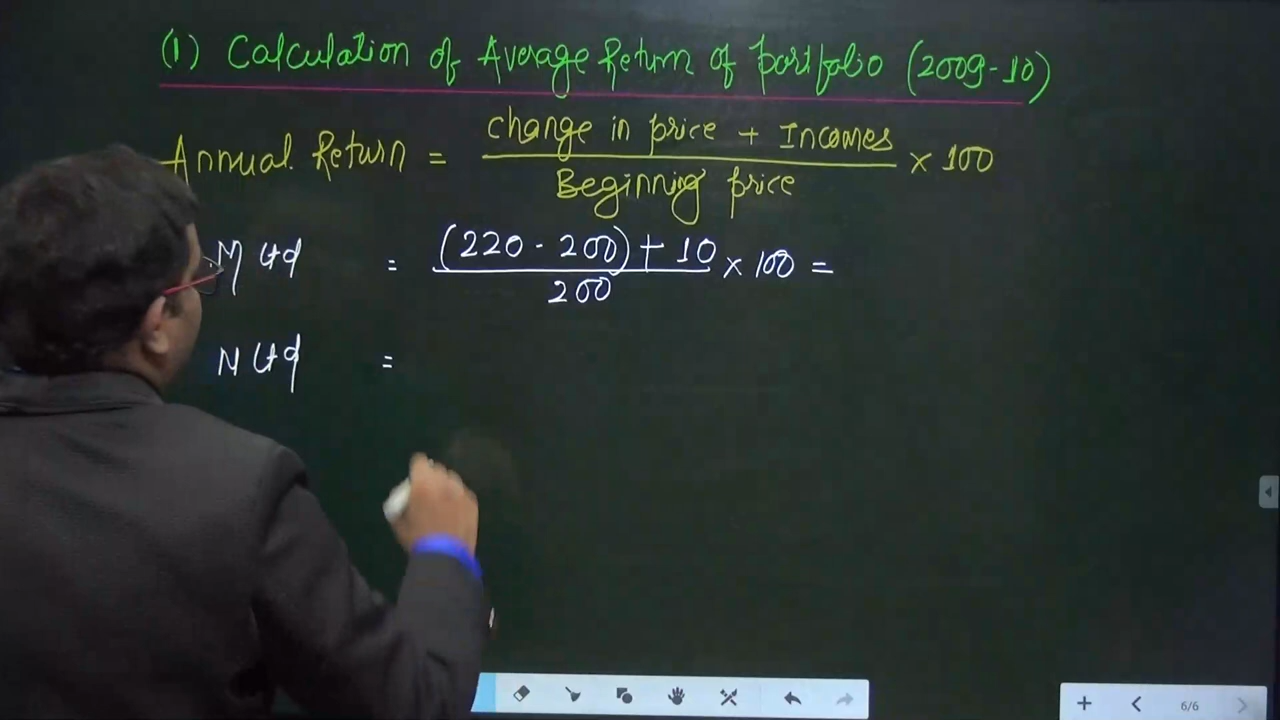 (1) Calculation of Average Return of Portfolio (2009-10)
Annual Return = change in price + Incomes / Beginning price × 100
M Ltd = (220 - 200) + 10 / 200 × 100 =
N Ltd =
6/6